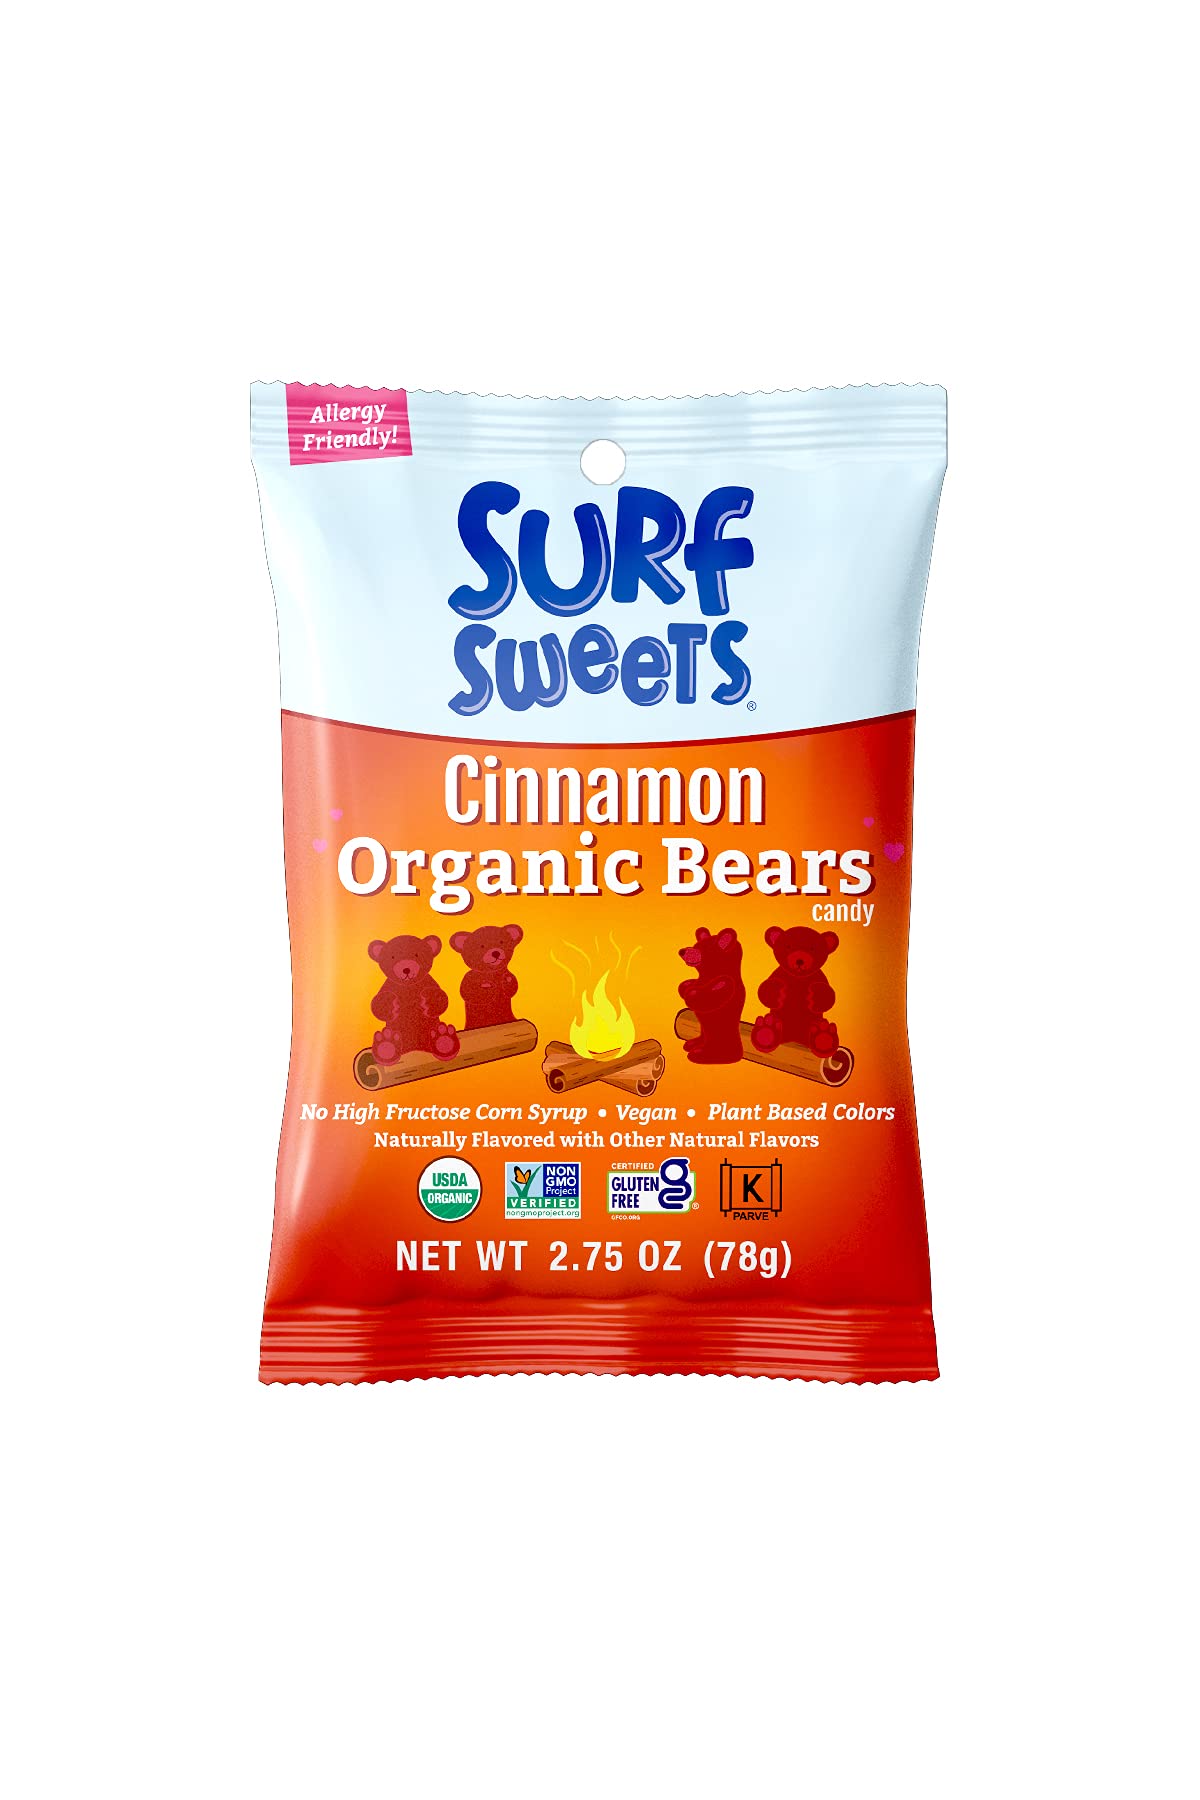 Allergy
Friendly!
SURF
SWEETS®
Cinnamon
Organic Bears
candy
No High Fructose Corn Syrup • Vegan • Plant Based Colors
Naturally Flavored with Other Natural Flavors
USDA
ORGANIC
NON
GMO
Project
VERIFIED
nongmoproject.org
CERTIFIED
GLUTEN
FREE
g®
GFCO.ORG
K
PARVE
NET WT 2.75 OZ (78g)